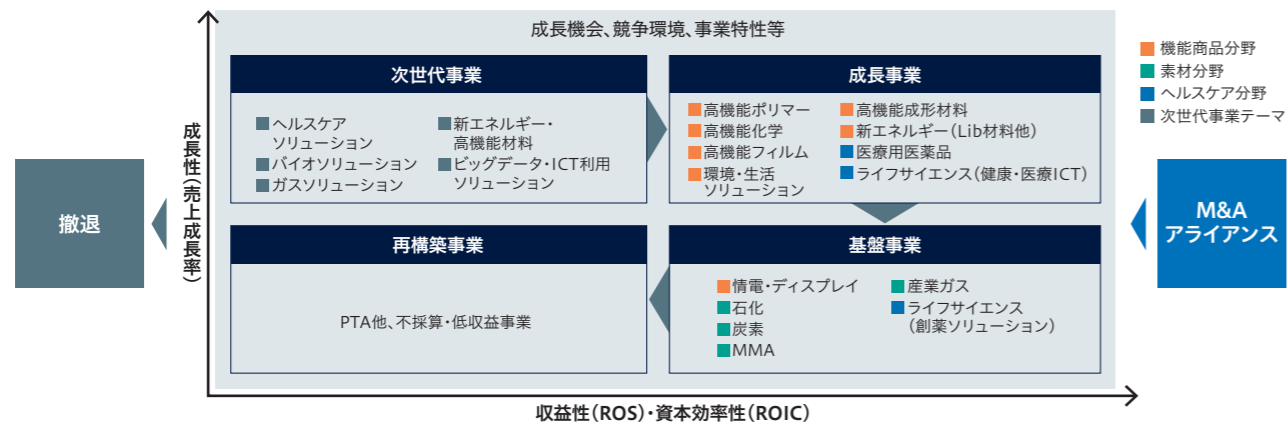 成長機会、競争環境、事業特性等
成長性(売上成長率)
撤退
次世代事業
■ヘルスケア
ソリューション
■バイオソリューション
■ガスソリューション
■新エネルギー・
高機能材料
■ビッグデータ・ICT利用
ソリューション
成長事業
■高機能ポリマー
■高機能化学
■高機能フィルム
■環境・生活
ソリューション
■高機能成形材料
■新エネルギー(Lib材料他)
■医療用医薬品
■ライフサイエンス(健康・医療ICT)
再構築事業
PTA他、不採算・低収益事業
基盤事業
■情電・ディスプレイ
■石化
■炭素
■MMA
■産業ガス
■ライフサイエンス
(創薬ソリューション)
収益性(ROS)・資本効率性(ROIC)
■機能商品分野
■素材分野
■ヘルスケア分野
■次世代事業テーマ
M&A
アライアンス